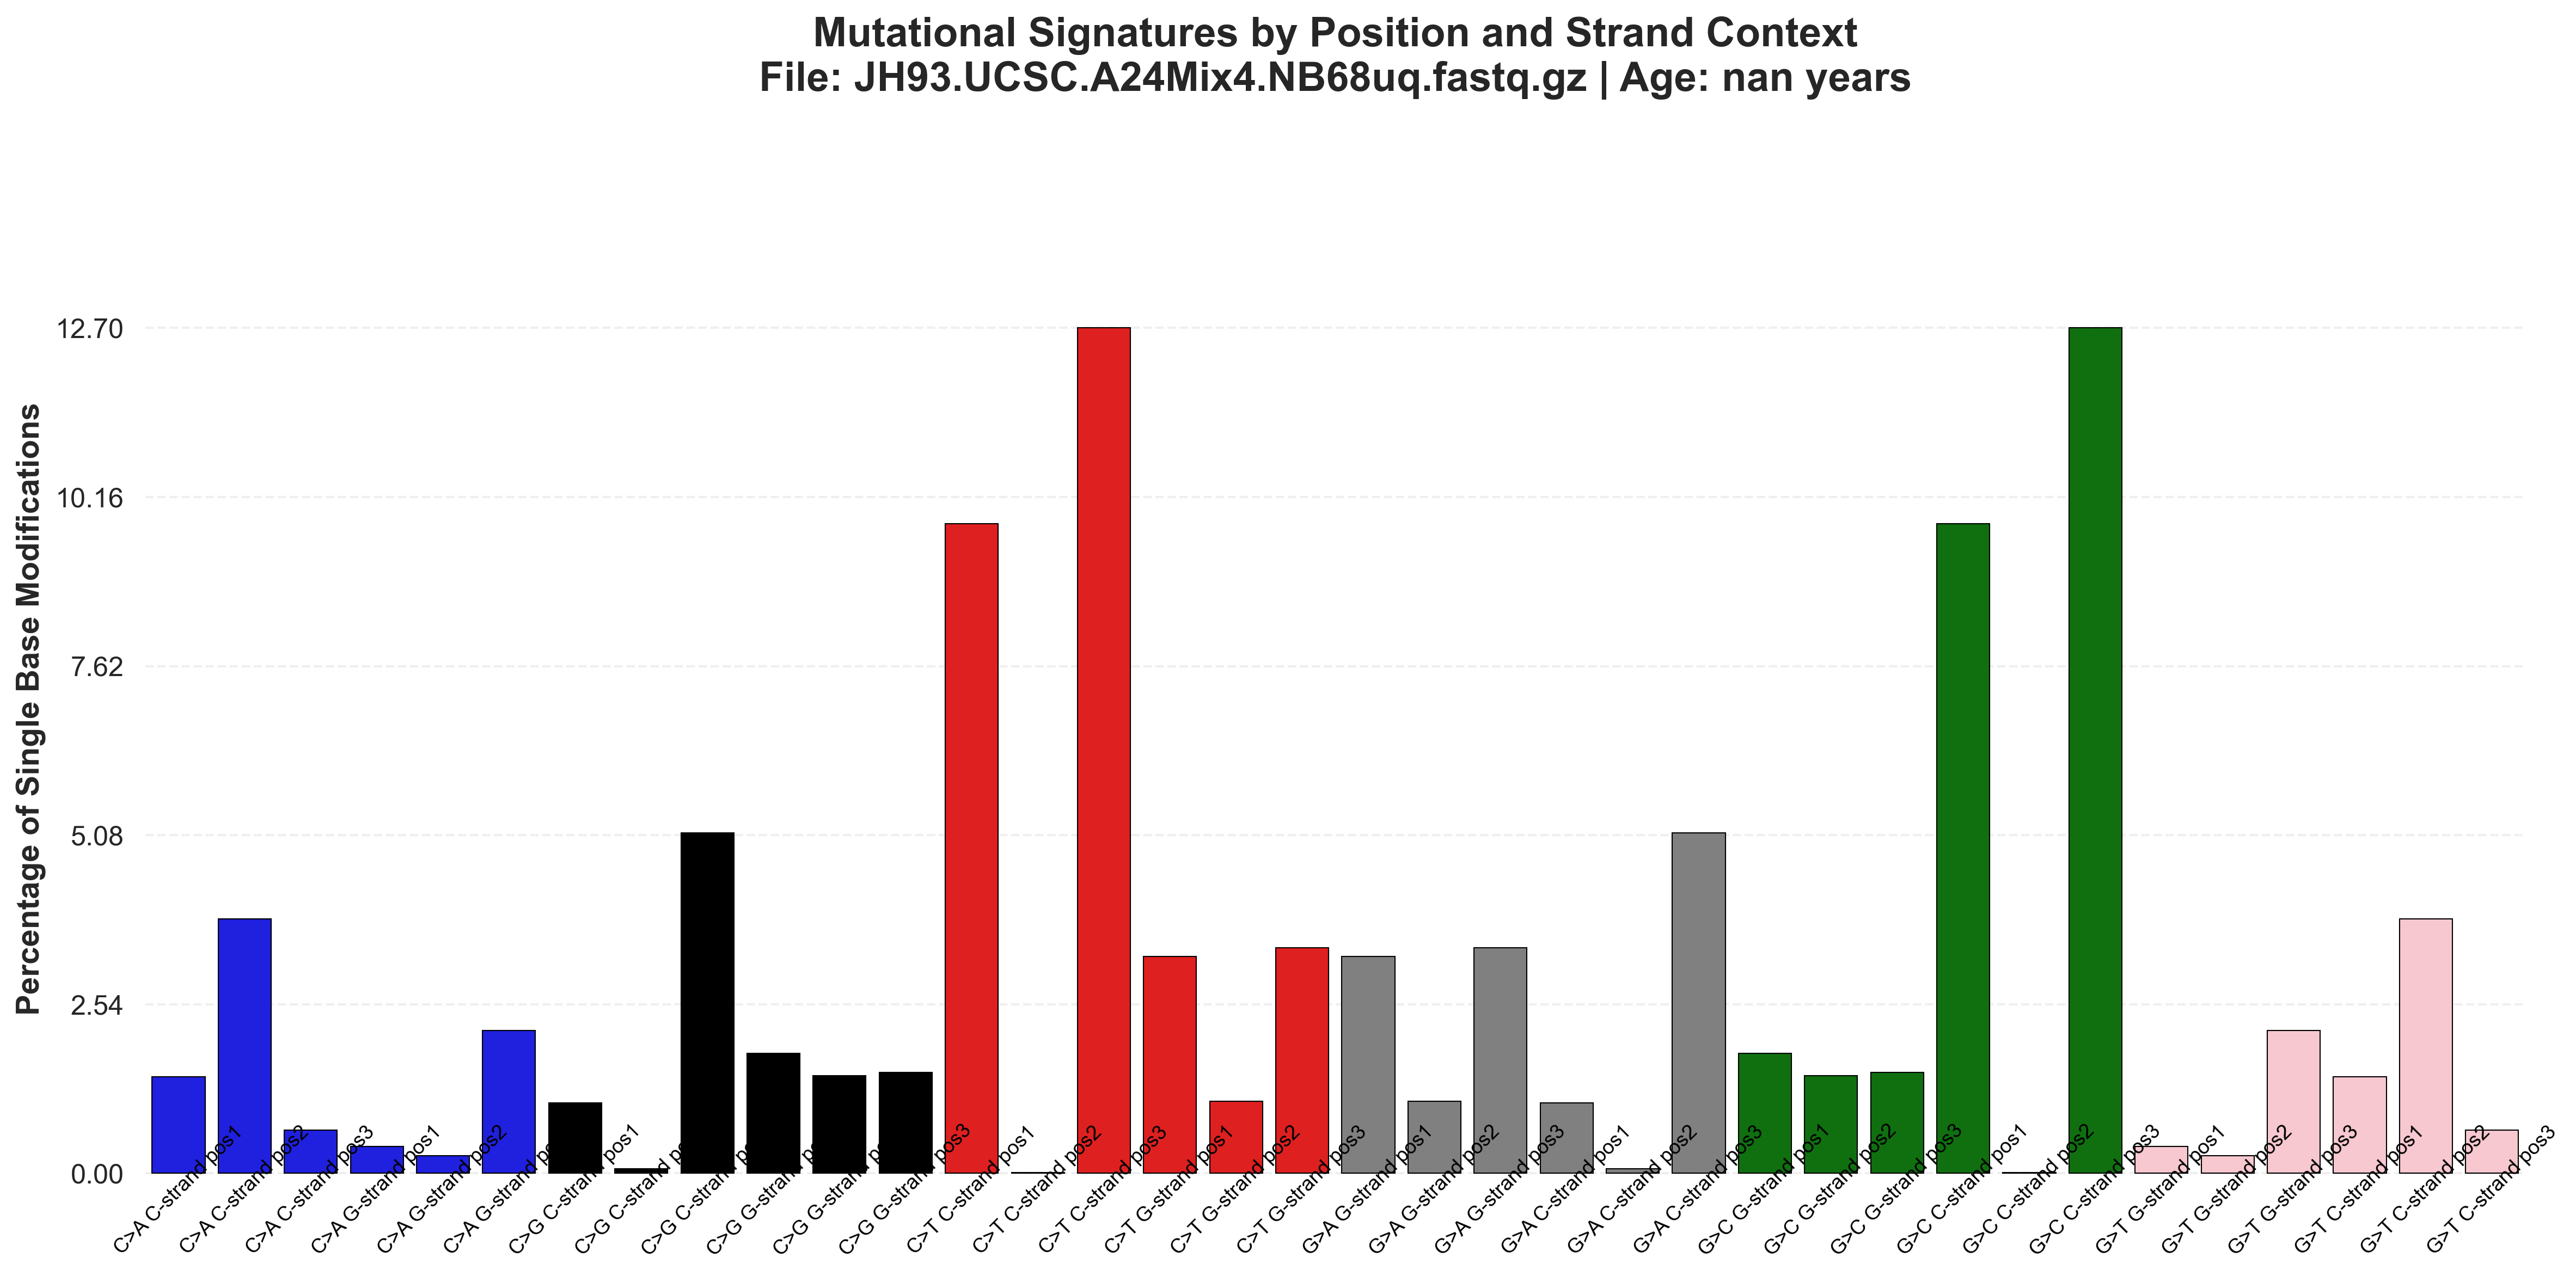 Mutational Signatures by Position and Strand Context
File: JH93.UCSC.A24Mix4.NB68uq.fastq.gz | Age: nan years
Percentage of Single Base Modifications
12.70
10.16
7.62
5.08
2.54
0.00
C>A C-strand pos1
C>A C-strand pos2
C>A C-strand pos3
C>A G-strand pos1
C>A G-strand pos2
C>A G-strand
C>G C-strand pos1
C>G C-strand
C>G C-strand
C>G G-strand
C>G G-strand
C>G G-strand pos3
C>T C-strand pos1
C>T C-strand pos2
C>T C-strand pos3
C>T G-strand pos1
C>T G-strand pos2
C>T G-strand pos3
G>A G-strand pos1
G>A G-strand pos2
G>A G-strand pos3
G>A C-strand pos1
G>A C-strand pos2
G>A C-strand pos3
G>C G-strand pos1
G>C G-strand pos2
G>C G-strand pos3
G>C C-strand pos1
G>C C-strand pos2
G>C C-strand pos3
G>T G-strand pos1
G>T G-strand pos2
G>T G-strand pos3
G>T C-strand pos1
G>T C-strand pos2
G>T C-strand pos3